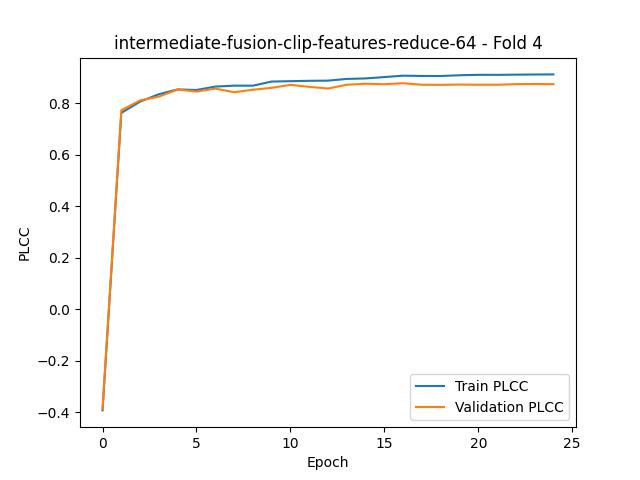 intermediate-fusion-clip-features-reduce-64 - Fold 4
PLCC
0.8
0.6
0.4
0.2
0.0
−0.2
−0.4
Train PLCC
Validation PLCC
0 5 10 15 20 25
Epoch